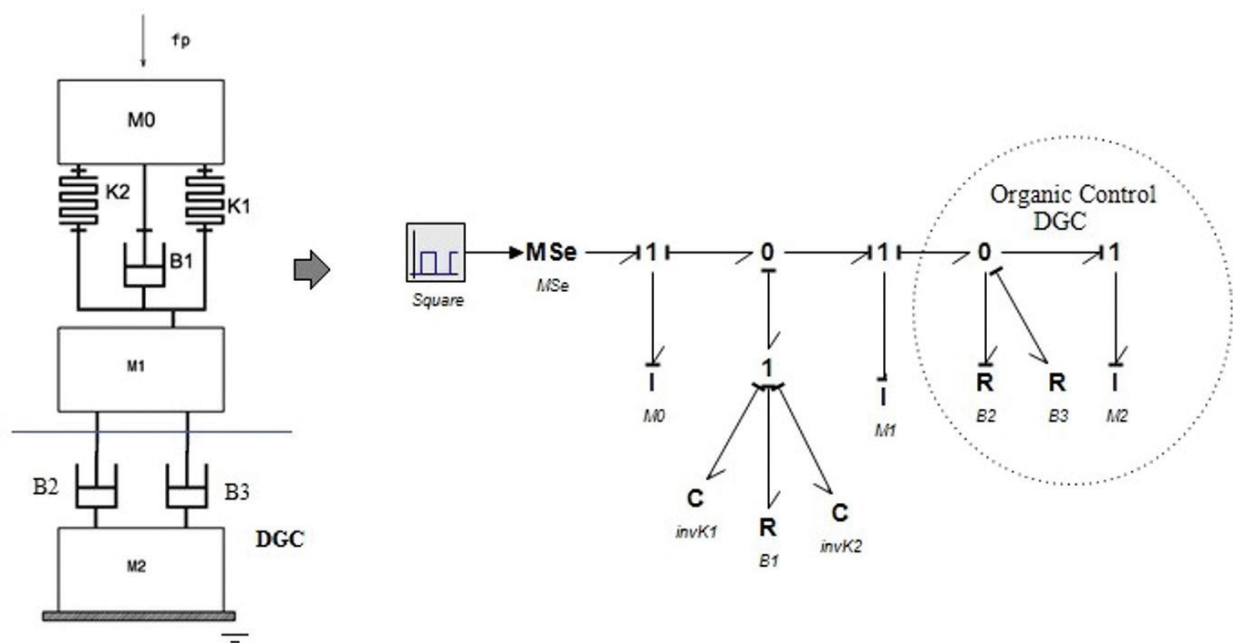 fp
M0
K2
K1
B1
M1
B2
B3
DGC
M2
Square
MSe
MSe
1
0
1
0
1
Organic Control
DGC
I
M0
1
I
M1
R
B2
R
B3
I
M2
C
invK1
R
B1
C
invK2